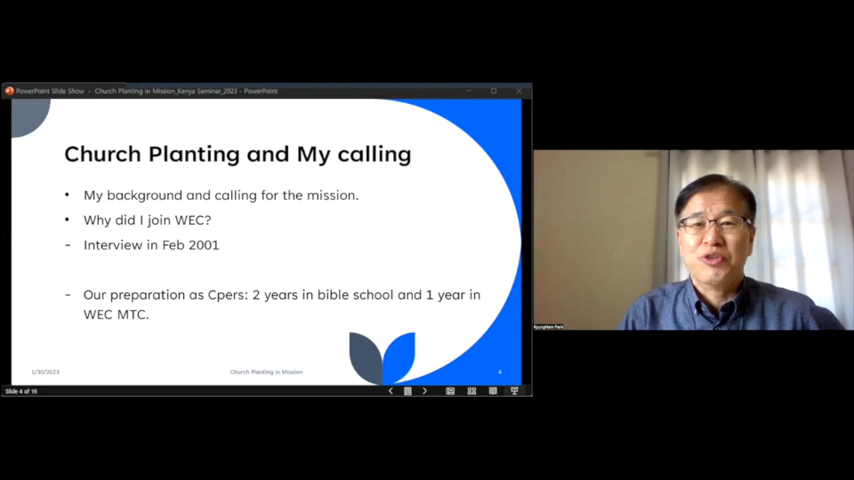 PowerPoint Slide Show - Church Planting In Mission_Kenya Seminar_2023 - PowerPoint
Church Planting and My calling
• My background and calling for the mission.
• Why did I join WEC?
- Interview in Feb 2001
- Our preparation as Cpers: 2 years in bible school and 1 year in
WEC MTC.
1/30/2023
Church Planting in Mission
4
Slide 4 of 16
KyungNam Park